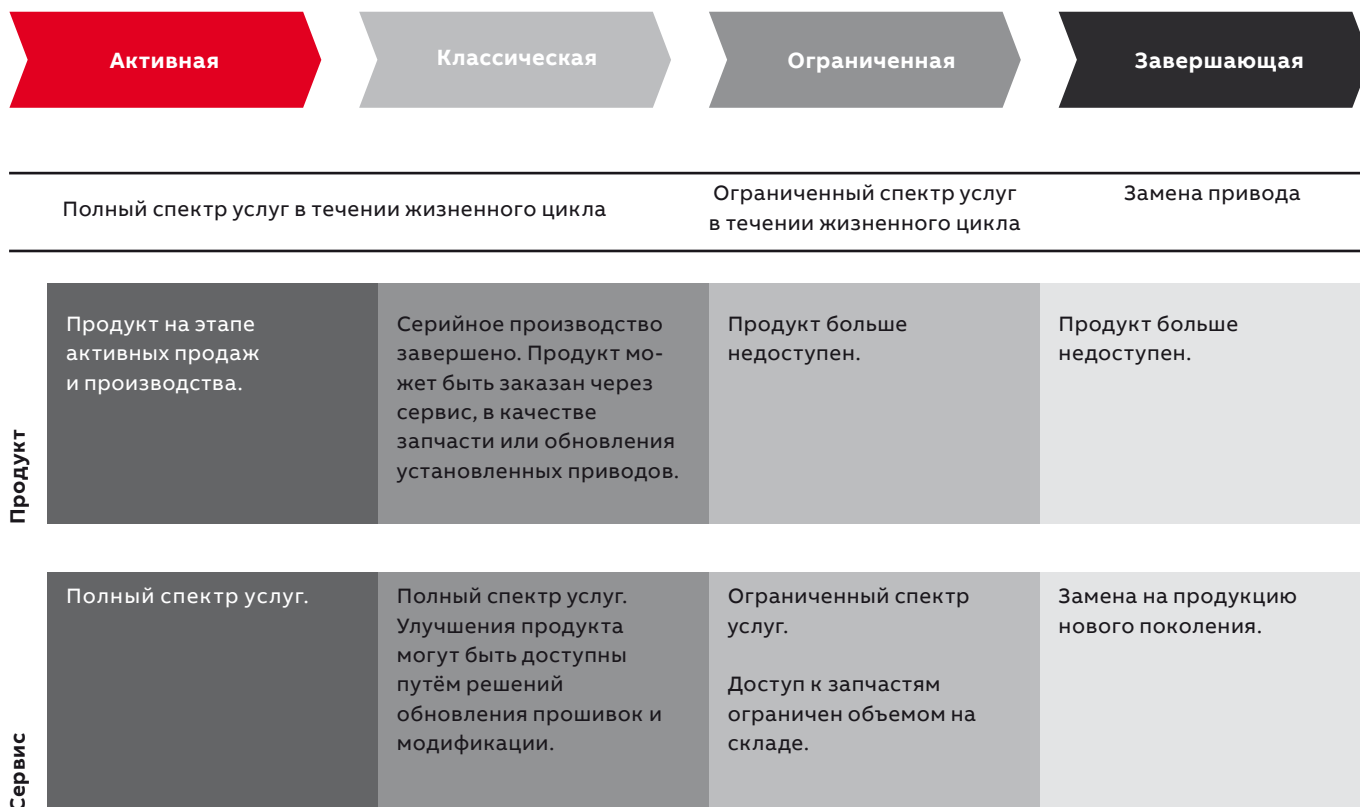 Активная
Классическая
Ограниченная
Завершающая
Полный спектр услуг в течении жизненного цикла
Ограниченный спектр услуг
в течении жизненного цикла
Замена привода
Продукт
Продукт на этапе
активных продаж
и производства.
Серийное производство
завершено. Продукт мо-
жет быть заказан через
сервис, в качестве
запчасти или обновления
установленных приводов.
Продукт больше
недоступен.
Продукт больше
недоступен.
Сервис
Полный спектр услуг.
Полный спектр услуг.
Улучшения продукта
могут быть доступны
путём решений
обновления прошивок и
модификации.
Ограниченный спектр
услуг.
Доступ к запчастям
ограничен объемом на
складе.
Замена на продукцию
нового поколения.